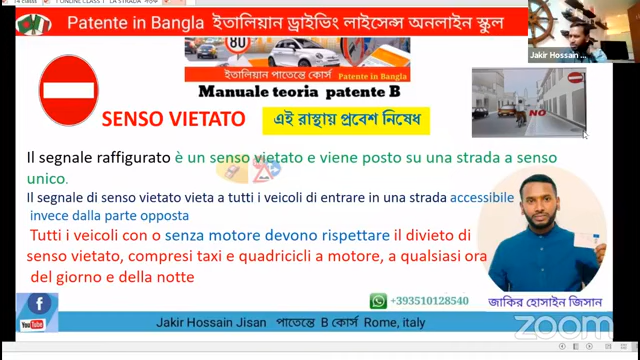 Patente in Bangla ইতালিয়ান ড্রাইভিং লাইসেন্স অনলাইন স্কুল
Jakir Hossain
80
ইতালিয়ান পাতেন্তে কোর্স Patente in Bangla
Manuale teoria patente B
SENSO VIETATO
এই রাস্থায় প্রবেশ নিষেধ
NO
Il segnale raffigurato è un senso vietato e viene posto su una strada a senso
unico.
Il segnale di senso vietato vieta a tutti i veicoli di entrare in una strada accessibile
invece dalla parte opposta
Tutti i veicoli con o senza motore devono rispettare il divieto di
senso vietato, compresi taxi e quadricicli a motore, a qualsiasi ora
del giorno e della notte
+393510128540
জাকির হোসাইন জিসান
You Tube
Jakir Hossain Jisan পাতেন্তে B কোর্স Rome, italy
zoom